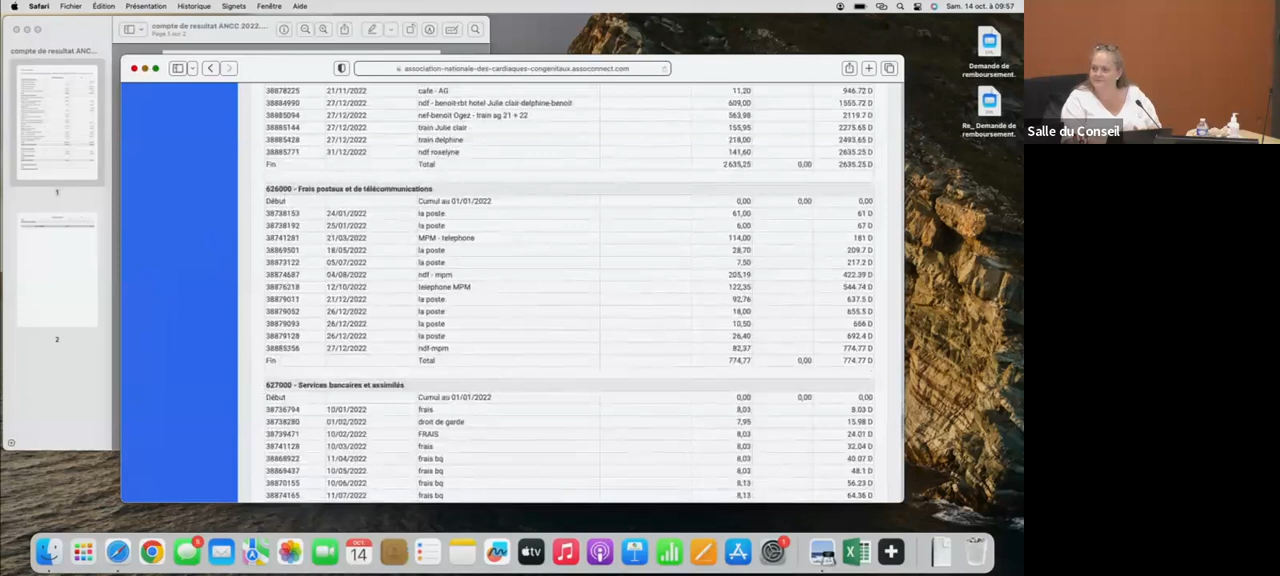 Safari Fichier Édition Présentation Historique Signets Fenêtre Aide Sam. 14 oct. à 09:57
compte de resultat ANC...
compte de resultat ANCC 2022...
Page 1 sur 2
association-nationale-des-cardiaques-congenitaux.assoconnect.com
1
2
38878225 21/11/2022 cafe - AG 11,20 946.72 D
38884990 27/12/2022 ndf - benoit-rbt hotel Julie clair-delphine-benoit 609,00 1555.72 D
38885094 27/12/2022 nef-benoit Ogez - train ag 21 + 22 563,98 2119.7 D
38885144 27/12/2022 train Julie clair 155,95 2275.65 D
38885428 27/12/2022 train delphine 218,00 2493.65 D
38885771 31/12/2022 ndf roselyne 141,60 2635.25 D
Fin Total 2 635,25 0,00 2635.25 D
626000 - Frais postaux et de télécommunications
Début Cumul au 01/01/2022 0,00 0,00 0,00
38738153 24/01/2022 la poste 61,00 61 D
38738192 25/01/2022 la poste 6,00 67 D
38741281 21/03/2022 MPM - telephone 114,00 181 D
38869501 18/05/2022 la poste 28,70 209.7 D
38873122 05/07/2022 la poste 7,50 217.2 D
38874687 04/08/2022 ndf - mpm 205,19 422.39 D
38876218 12/10/2022 telephone MPM 122,35 544.74 D
38879011 21/12/2022 la poste 92,76 637.5 D
38879052 26/12/2022 la poste 18,00 655.5 D
38879093 26/12/2022 la poste 10,50 666 D
38879128 26/12/2022 la poste 26,40 692.4 D
38885356 27/12/2022 ndf-mpm 82,37 774.77 D
Fin Total 774,77 0,00 774.77 D
627000 - Services bancaires et assimilés
Début Cumul au 01/01/2022 0,00 0,00 0,00
38736794 10/01/2022 frais 8,03 8.03 D
38738280 01/02/2022 droit de garde 7,95 15.98 D
38739471 10/02/2022 FRAIS 8,03 24.01 D
38741128 10/03/2022 frais 8,03 32.04 D
38868922 11/04/2022 frais bq 8,03 40.07 D
38869437 10/05/2022 frais bq 8,03 48.1 D
38870155 10/06/2022 frais bq 8,13 56.23 D
38874165 11/07/2022 frais bq 8,13 64.36 D
Demande de
remboursement.
Re_ Demande de
remboursement.
Salle du Conseil
OCT.
14
5
tv
1